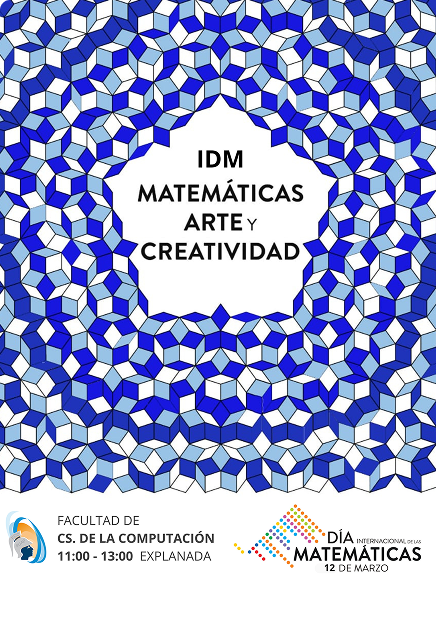 IDM
MATEMÁTICAS
ARTE Y
CREATIVIDAD
FACULTAD DE
CS. DE LA COMPUTACIÓN
11:00 - 13:00 EXPLANADA
DÍA INTERNACIONAL DE LAS
MATEMÁTICAS
12 DE MARZO